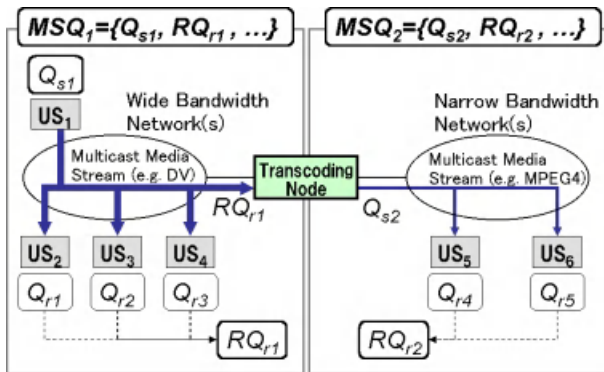 MSQ1={Qs1, RQr1, ...}
MSQ2={Qs2, RQr2, ...}
Qs1
US1
Wide Bandwidth
Network(s)
Narrow Bandwidth
Network(s)
Multicast Media
Stream (e.g. DV)
Transcoding
Node
Multicast Media
Stream (e.g. MPEG4)
RQr1
Qs2
US2
US3
US4
US5
US6
Qr1
Qr2
Qr3
Qr4
Qr5
RQr1
RQr2